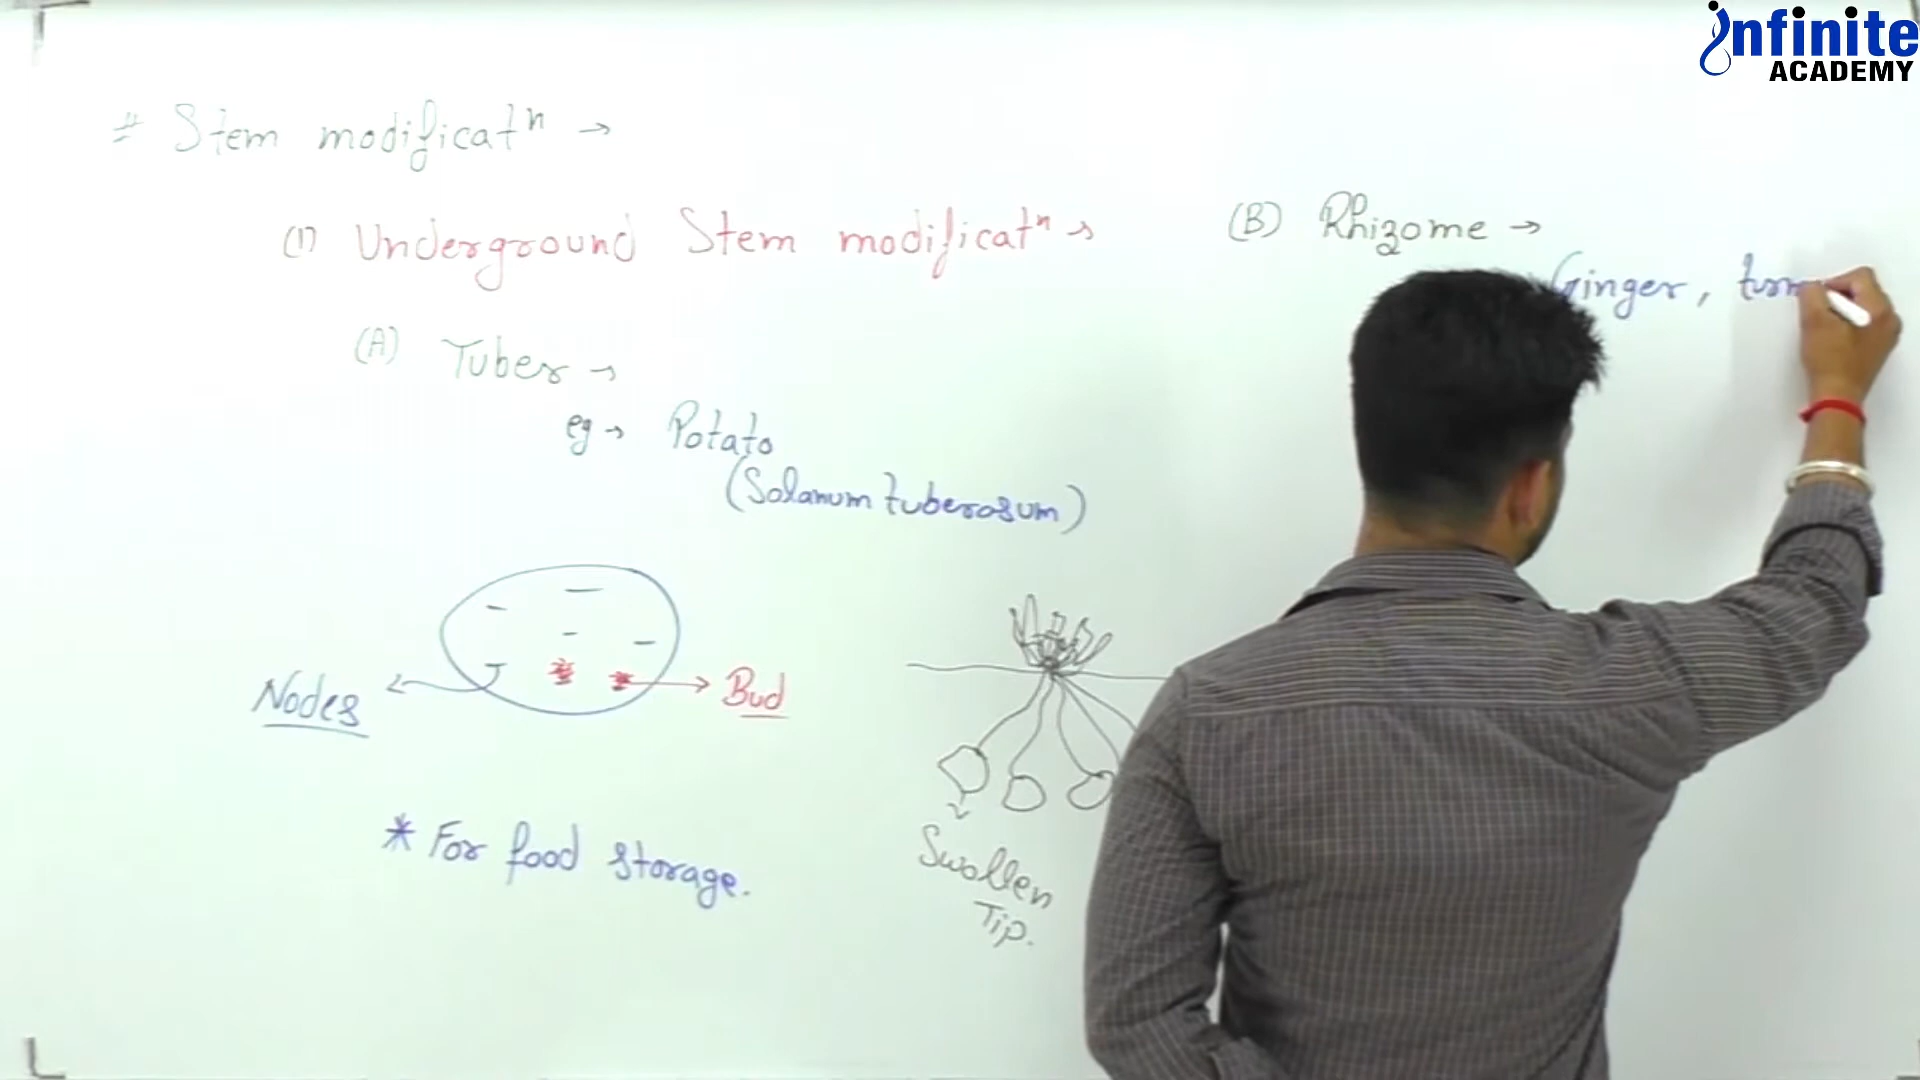 infinite
ACADEMY
# Stem modificatⁿ →
(1) Underground Stem modificatⁿ →
(A) Tuber →
eg → Potato
(Solanum tuberosum)
Nodes
Bud
* For food storage.
Swollen
Tip.
(B) Rhizome →
Ginger,